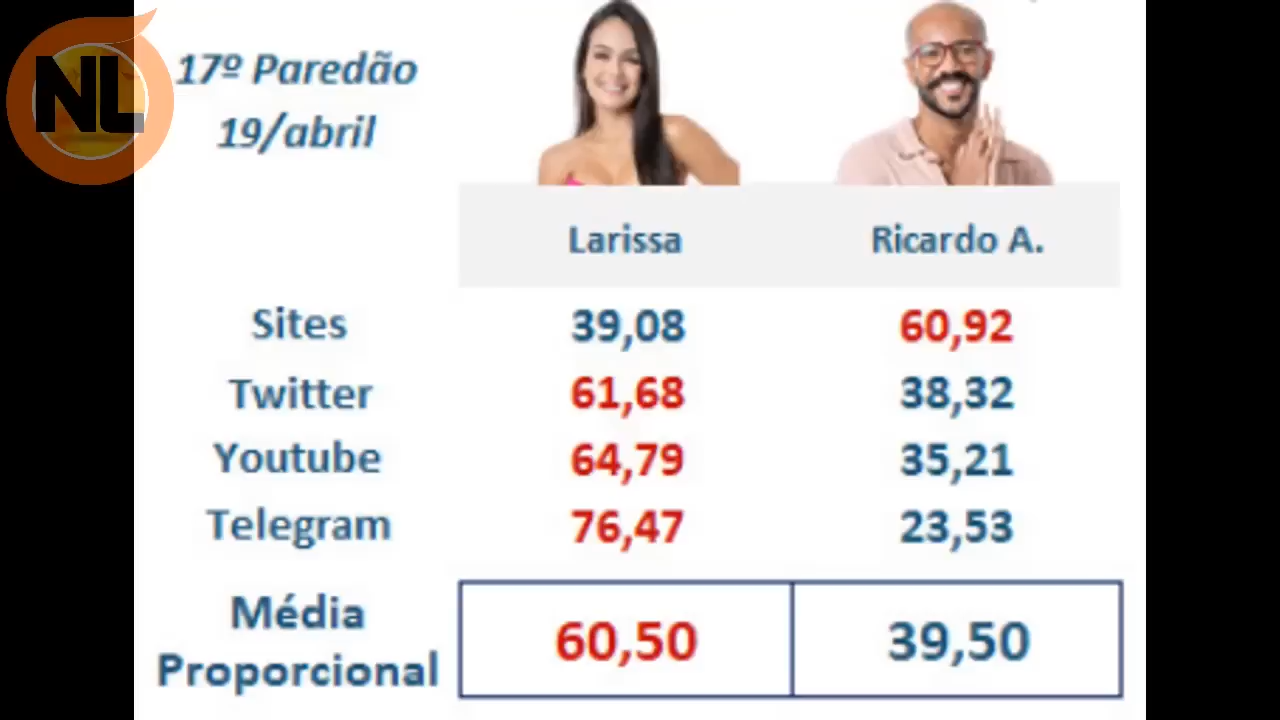 NL
17º Paredão
19/abril
Larissa Ricardo A.
Sites 39,08 60,92
Twitter 61,68 38,32
Youtube 64,79 35,21
Telegram 76,47 23,53
Média
Proporcional 60,50 39,50